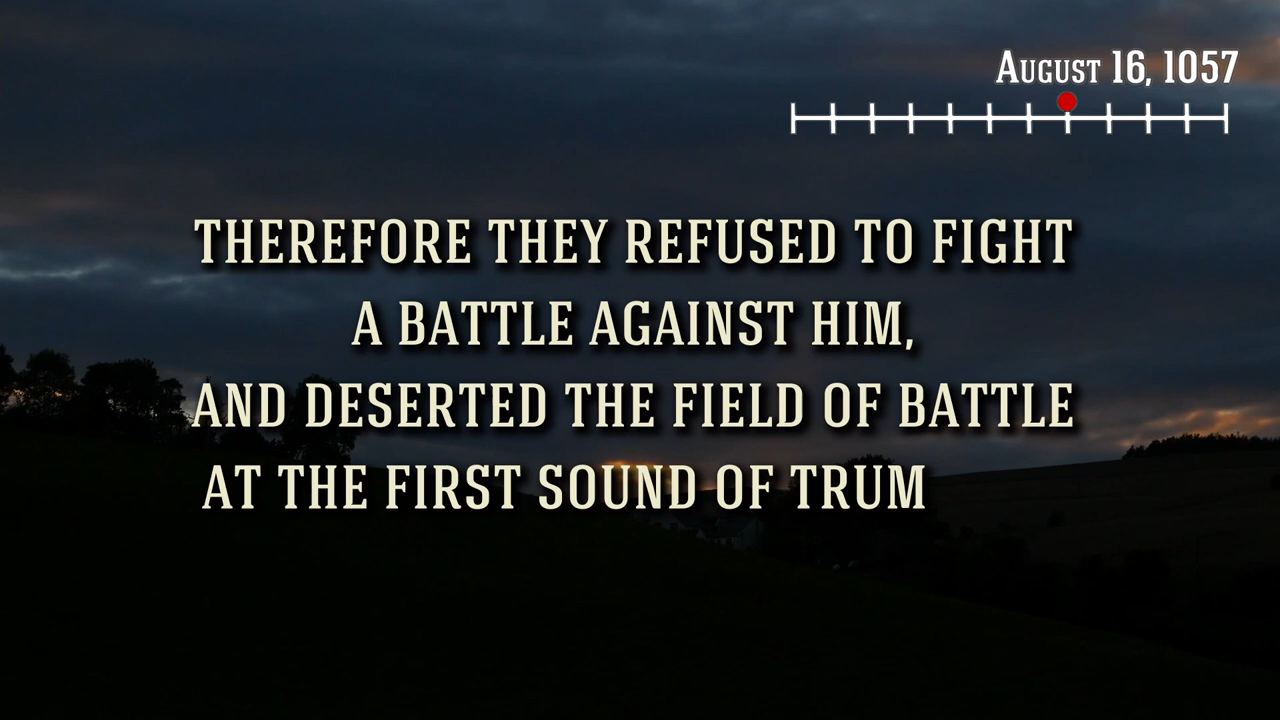 August 16, 1057
THEREFORE THEY REFUSED TO FIGHT
A BATTLE AGAINST HIM,
AND DESERTED THE FIELD OF BATTLE
AT THE FIRST SOUND OF TRUM